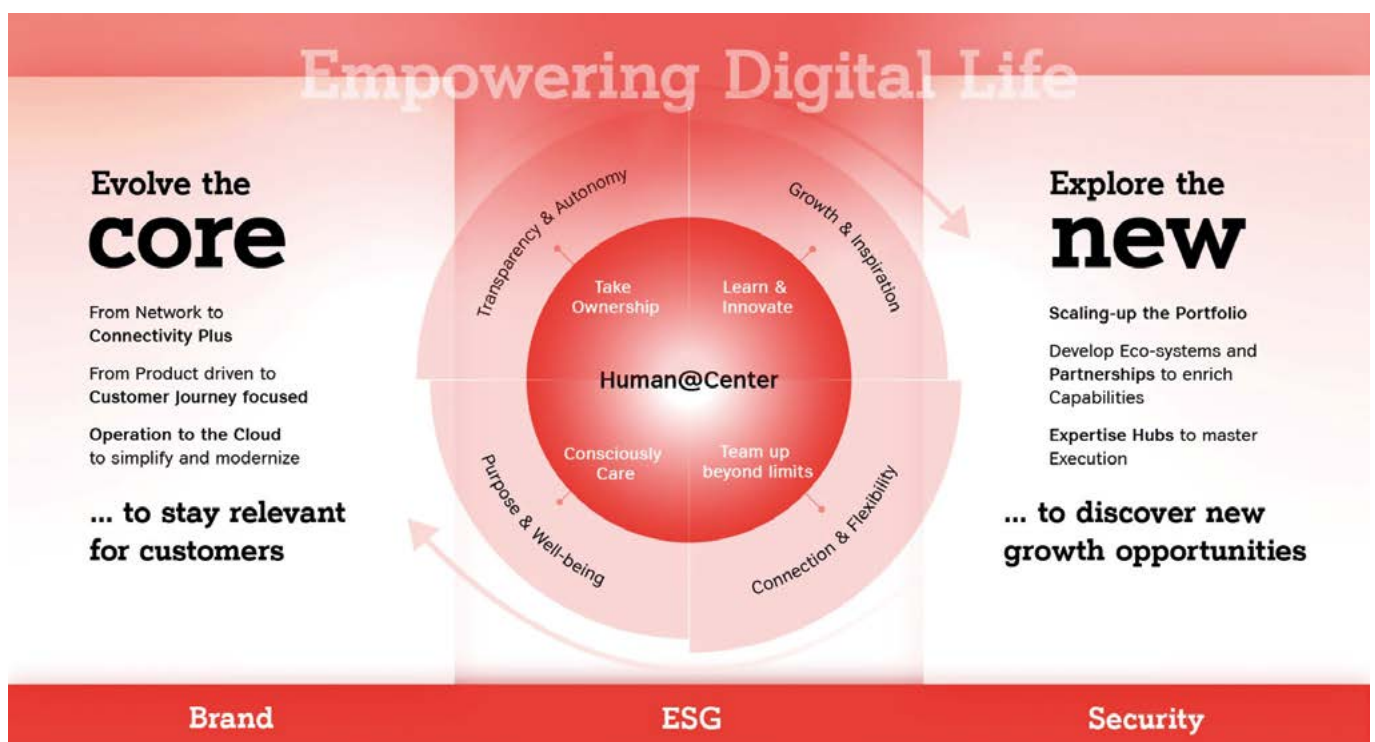 Empowering Digital Life
Evolve the
core
From Network to
Connectivity Plus
From Product driven to
Customer Journey focused
Operation to the Cloud
to simplify and modernize
... to stay relevant
for customers
Transparency & Autonomy
Growth & Inspiration
Take
Ownership
Learn &
Innovate
Human@Center
Consciously
Care
Team up
beyond limits
Purpose & Well-being
Connection & Flexibility
Explore the
new
Scaling-up the Portfolio
Develop Eco-systems and
Partnerships to enrich
Capabilities
Expertise Hubs to master
Execution
... to discover new
growth opportunities
Brand
ESG
Security